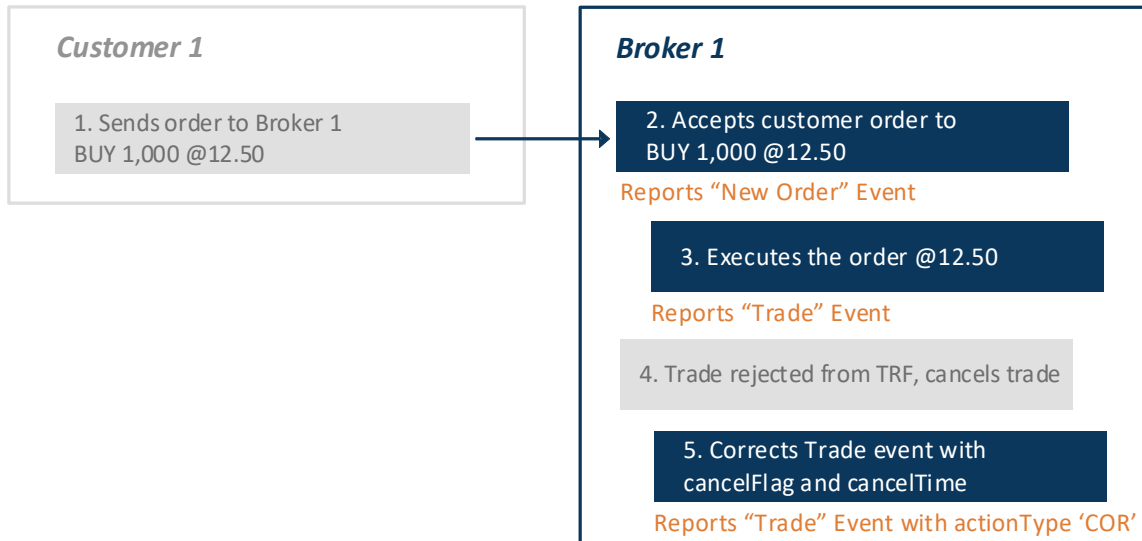 Customer 1
1. Sends order to Broker 1
BUY 1,000 @12.50
Broker 1
2. Accepts customer order to
BUY 1,000 @12.50
Reports “New Order” Event
3. Executes the order @12.50
Reports “Trade” Event
4. Trade rejected from TRF, cancels trade
5. Corrects Trade event with
cancelFlag and cancelTime
Reports “Trade” Event with actionType ‘COR’